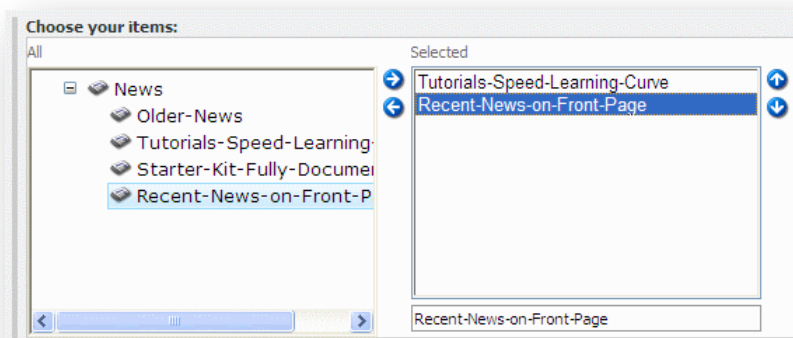 Choose your items:
All
News
Older-News
Tutorials-Speed-Learning-
Starter-Kit-Fully-Documen
Recent-News-on-Front-P
Selected
Tutorials-Speed-Learning-Curve
Recent-News-on-Front-Page
Recent-News-on-Front-Page